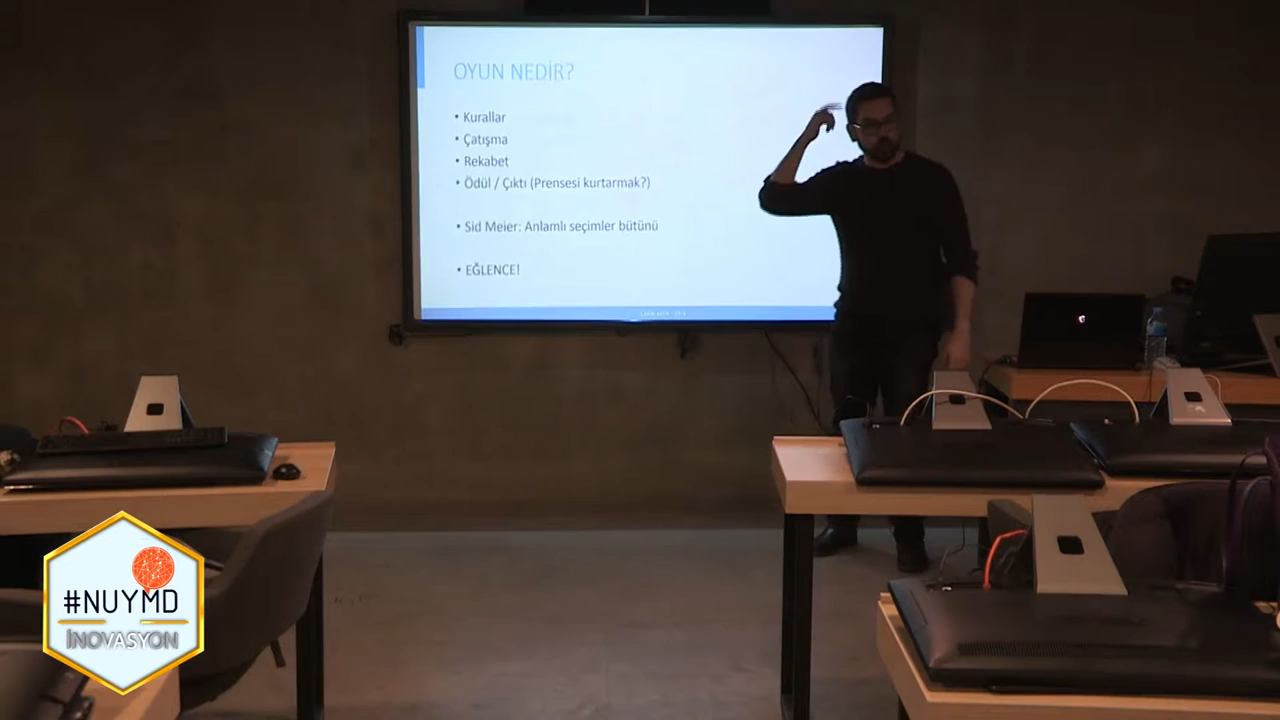 OYUN NEDİR?
• Kurallar
• Çatışma
• Rekabet
• Ödül / Çıktı (Prensesi kurtarmak?)
• Sid Meier: Anlamlı seçimler bütünü
• EĞLENCE!
#NUYMD
İNOVASYON